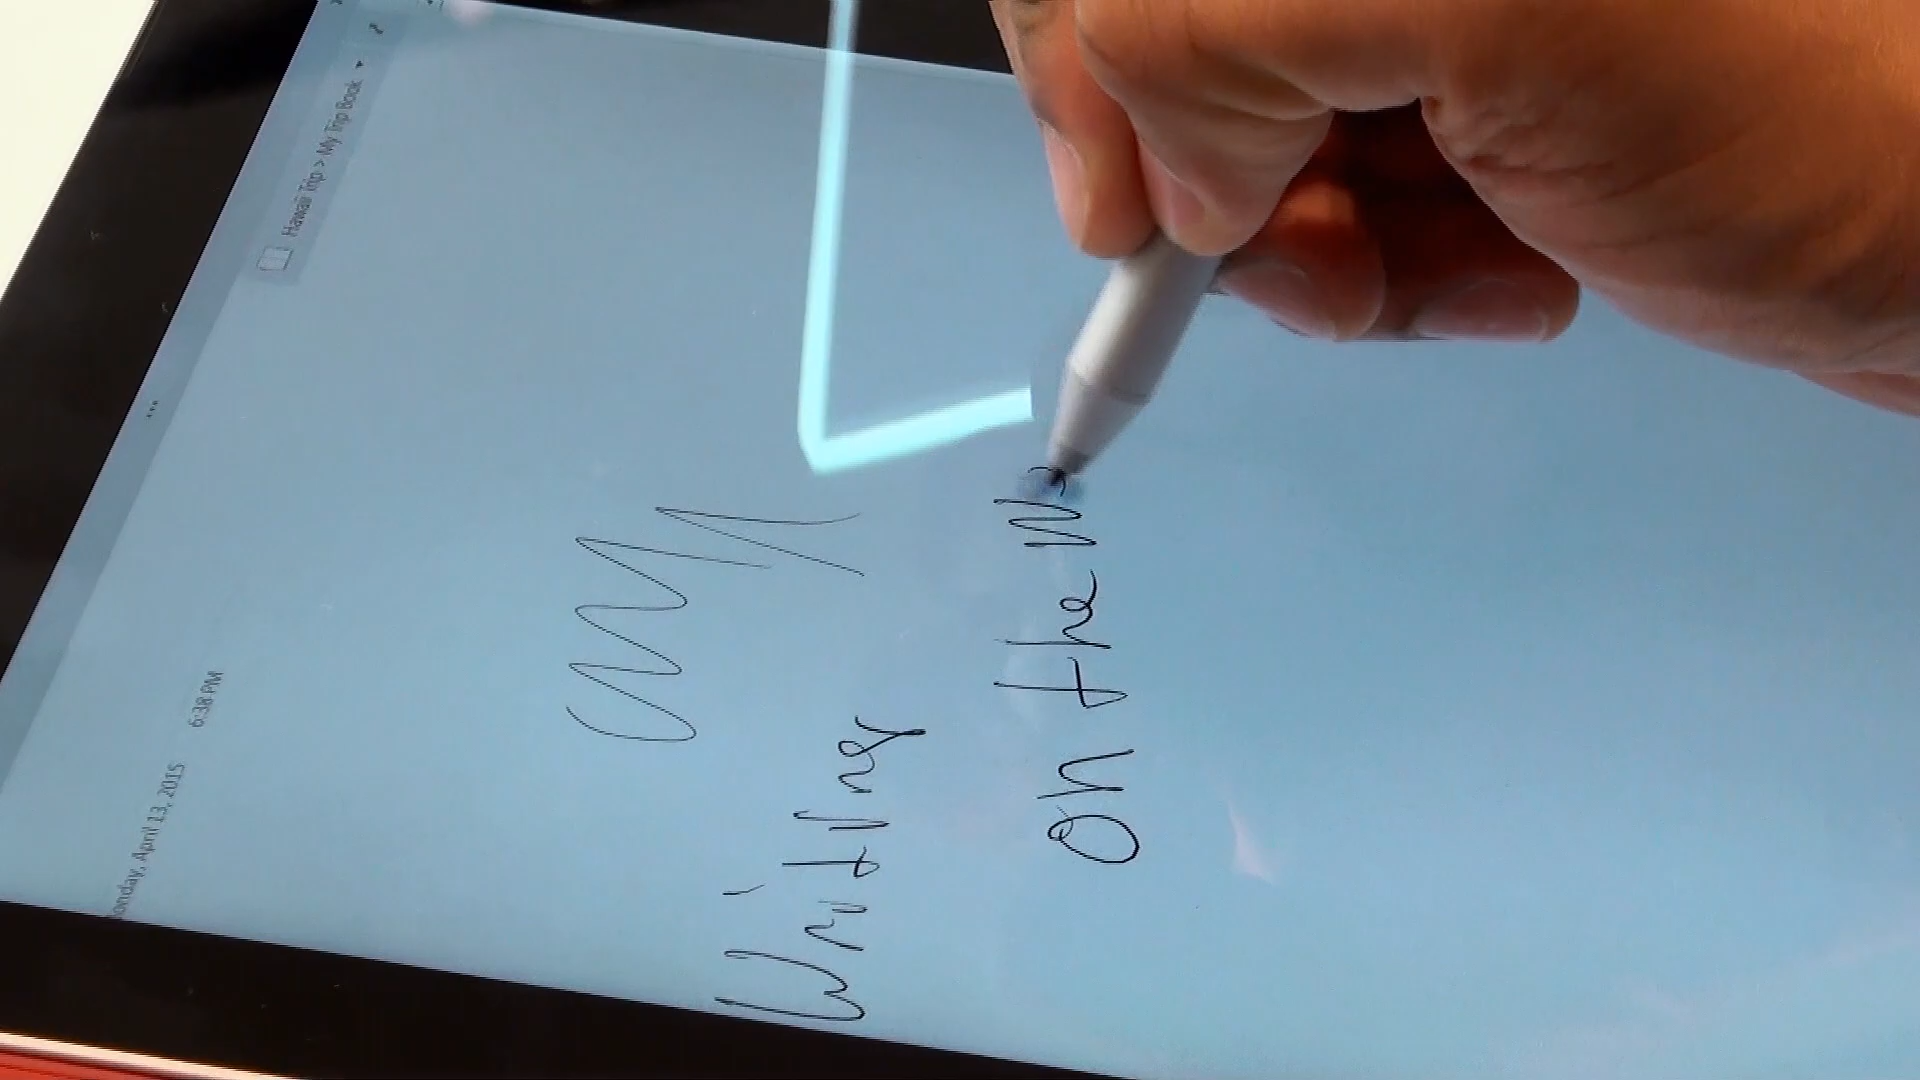 Hawaii Trip > My Trip Book
onday, April 13, 2015 6:38 PM
Writing
on the